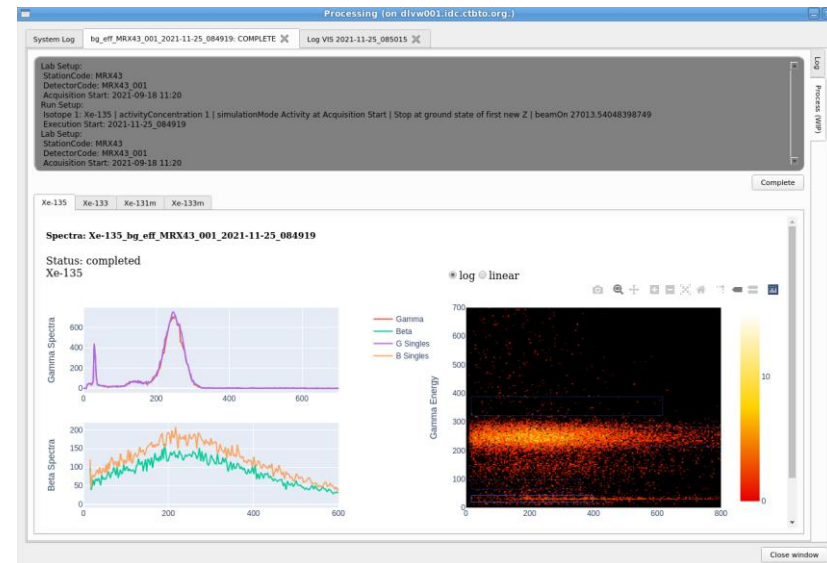 Processing (on dlvw001.idc.ctbto.org.)
System Log
bg_eff_MRX43_001_2021-11-25_084919: COMPLETE
Log VIS 2021-11-25_085015
Lab Setup:
StationCode: MRX43
DetectorCode: MRX43_001
Acquisition Start: 2021-09-18 11:20
Run Setup:
Isotope 1: Xe-135 | activityConcentration 1 | simulationMode Activity at Acquisition Start | Stop at ground state of first new Z | beamOn 27013.54048398749
Execution Start: 2021-11-25_084919
Lab Setup:
StationCode: MRX43
DetectorCode: MRX43_001
Acquisition Start: 2021-09-18 11:20
Log
Process (WIP)
Complete
Xe-135
Xe-133
Xe-131m
Xe-133m
Spectra: Xe-135_bg_eff_MRX43_001_2021-11-25_084919
Status: completed
Xe-135
log
linear
Gamma Spectra
600
400
200
0
0
200
400
600
Gamma
Beta
G Singles
B Singles
Beta Spectra
200
150
100
50
0
0
200
400
600
Gamma Energy
700
600
500
400
300
200
100
0
0
200
400
600
800
10
0
Close window